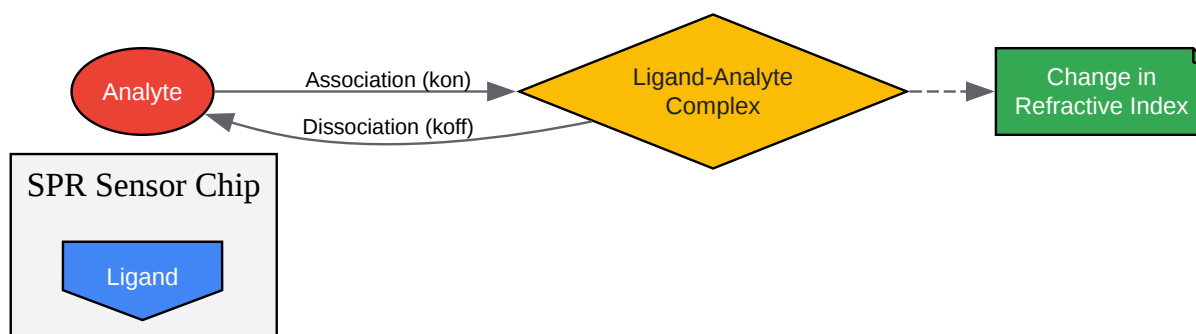 Analyte
Association (kon)
Dissociation (koff)
Ligand-Analyte
Complex
Change in
Refractive Index
SPR Sensor Chip
Ligand